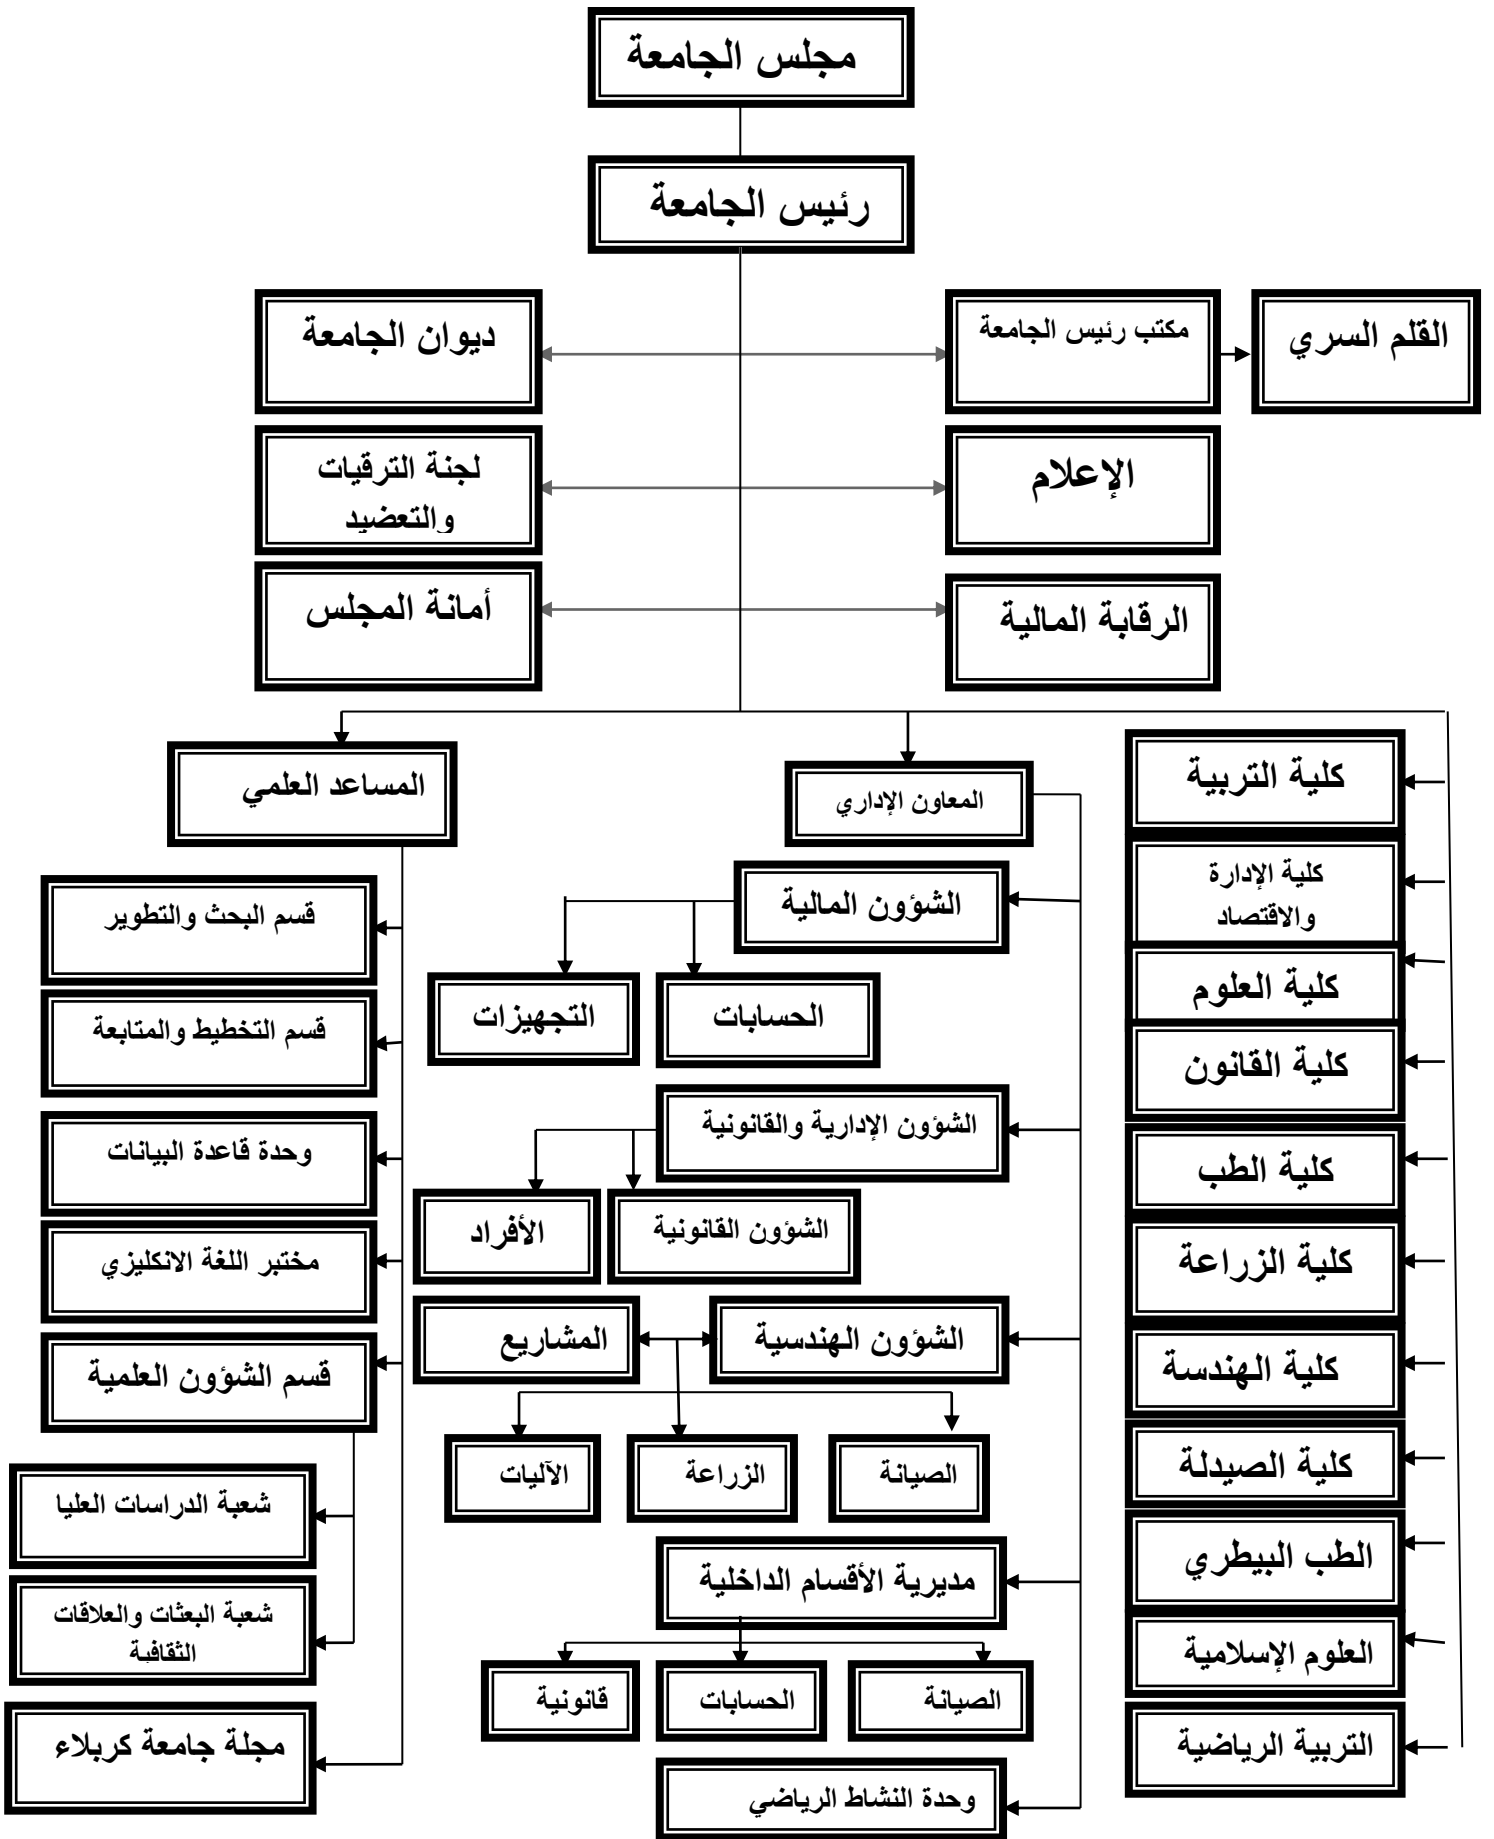 مجلس الجامعة
رئيس الجامعة
القلم السري
مكتب رئيس الجامعة
ديوان الجامعة
الإعلام
لجنة الترقيات
والتعضيد
الرقابة المالية
أمانة المجلس
كلية التربية
كلية الإدارة
والاقتصاد
كلية العلوم
كلية القانون
كلية الطب
كلية الزراعة
كلية الهندسة
كلية الصيدلة
الطب البيطري
العلوم الإسلامية
التربية الرياضية
المعاون الإداري
الشؤون المالية
الحسابات
التجهيزات
الشؤون الإدارية والقانونية
الشؤون القانونية
الأفراد
الشؤون الهندسية
المشاريع
الصيانة
الزراعة
الآليات
مديرية الأقسام الداخلية
الصيانة
الحسابات
قانونية
وحدة النشاط الرياضي
المساعد العلمي
قسم البحث والتطوير
قسم التخطيط والمتابعة
وحدة قاعدة البيانات
مختبر اللغة الانكليزي
قسم الشؤون العلمية
شعبة الدراسات العليا
شعبة البعثات والعلاقات
الثقافية
مجلة جامعة كربلاء